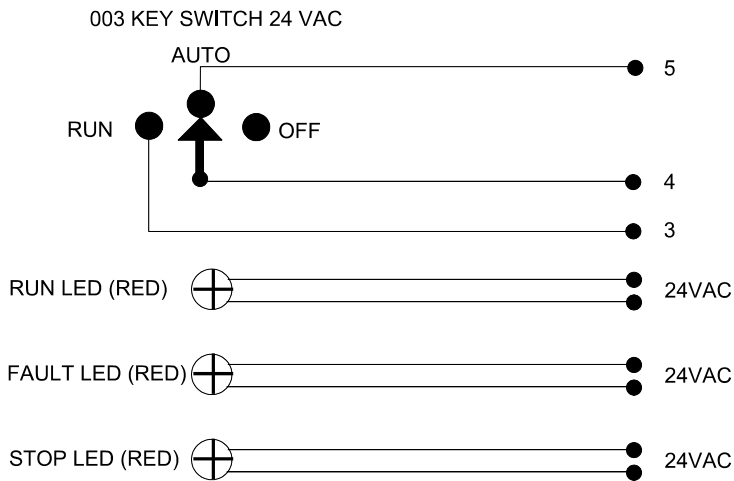 003 KEY SWITCH 24 VAC
AUTO
5
RUN
OFF
4
3
RUN LED (RED)
24VAC
FAULT LED (RED)
24VAC
STOP LED (RED)
24VAC